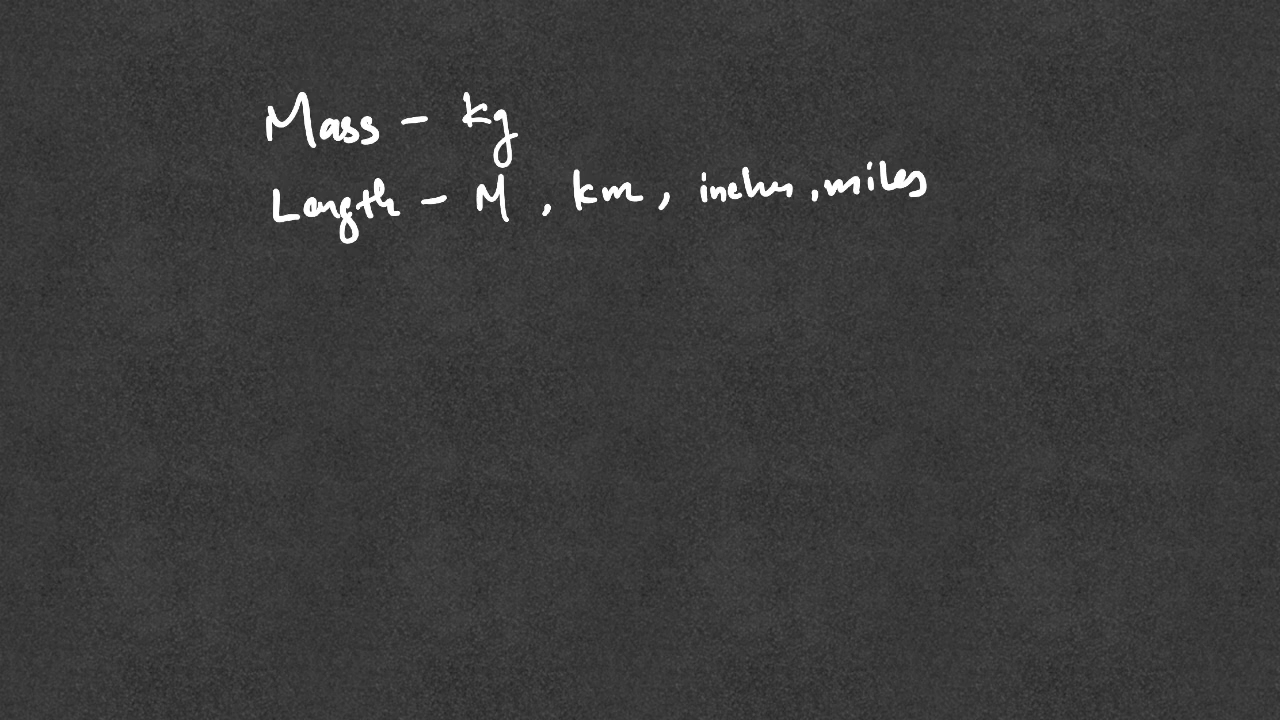 Mass - kg
Length - M, km, inches, miles